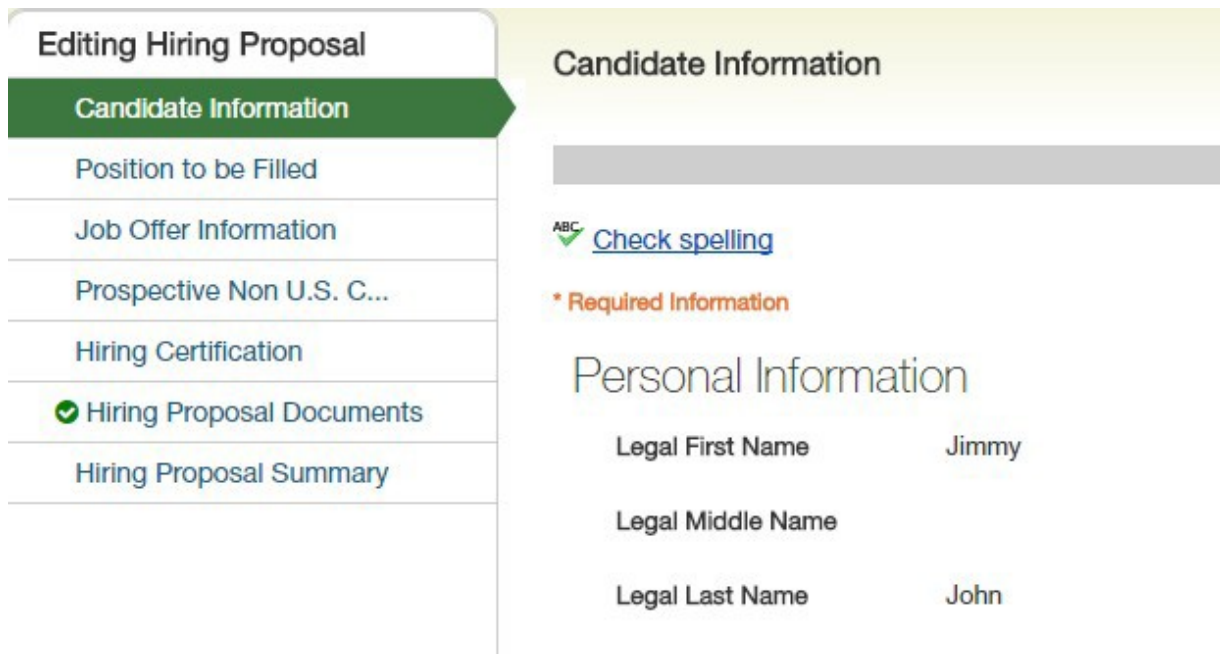 Editing Hiring Proposal
Candidate Information
Position to be Filled
Job Offer Information
Prospective Non U.S. C...
Hiring Certification
Hiring Proposal Documents
Hiring Proposal Summary
Candidate Information
ABC
Check spelling
* Required Information
Personal Information
Legal First Name Jimmy
Legal Middle Name
Legal Last Name John